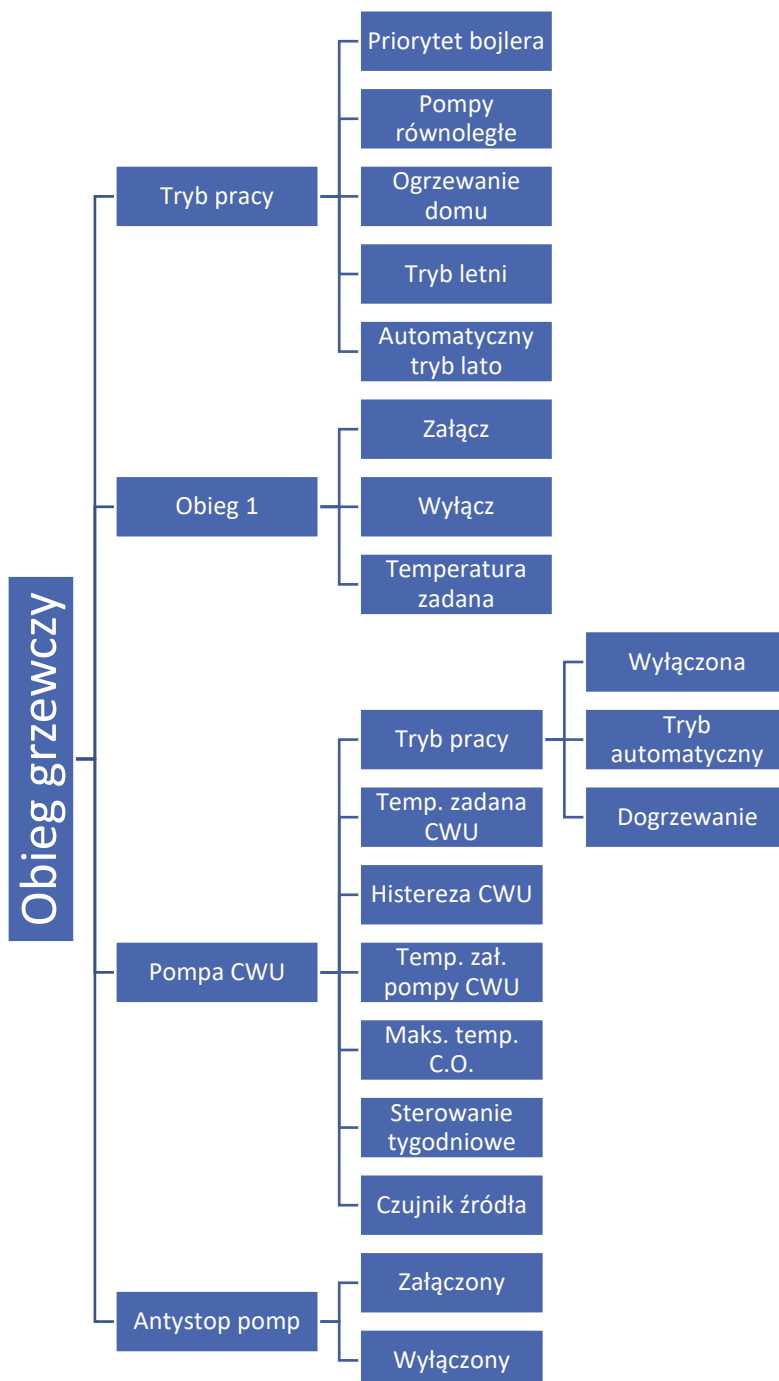 Obieg grzewczy
Tryb pracy
Priorytet bojlera
Pompy
równoległe
Ogrzewanie
domu
Tryb letni
Automatyczny
tryb lato
Obieg 1
Załącz
Wyłącz
Temperatura
zadana
Pompa CWU
Tryb pracy
Wyłączona
Tryb
automatyczny
Dogrzewanie
Temp. zadana
CWU
Histereza CWU
Temp. zał.
pompy CWU
Maks. temp.
C.O.
Sterowanie
tygodniowe
Czujnik źródła
Antystop pomp
Załączony
Wyłączony